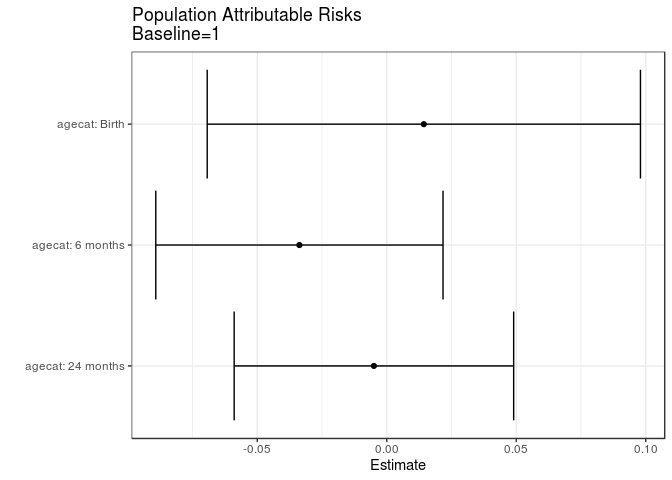 Population Attributable Risks
Baseline=1
agecat: Birth
agecat: 6 months
agecat: 24 months
-0.05 0.00 0.05 0.10
Estimate